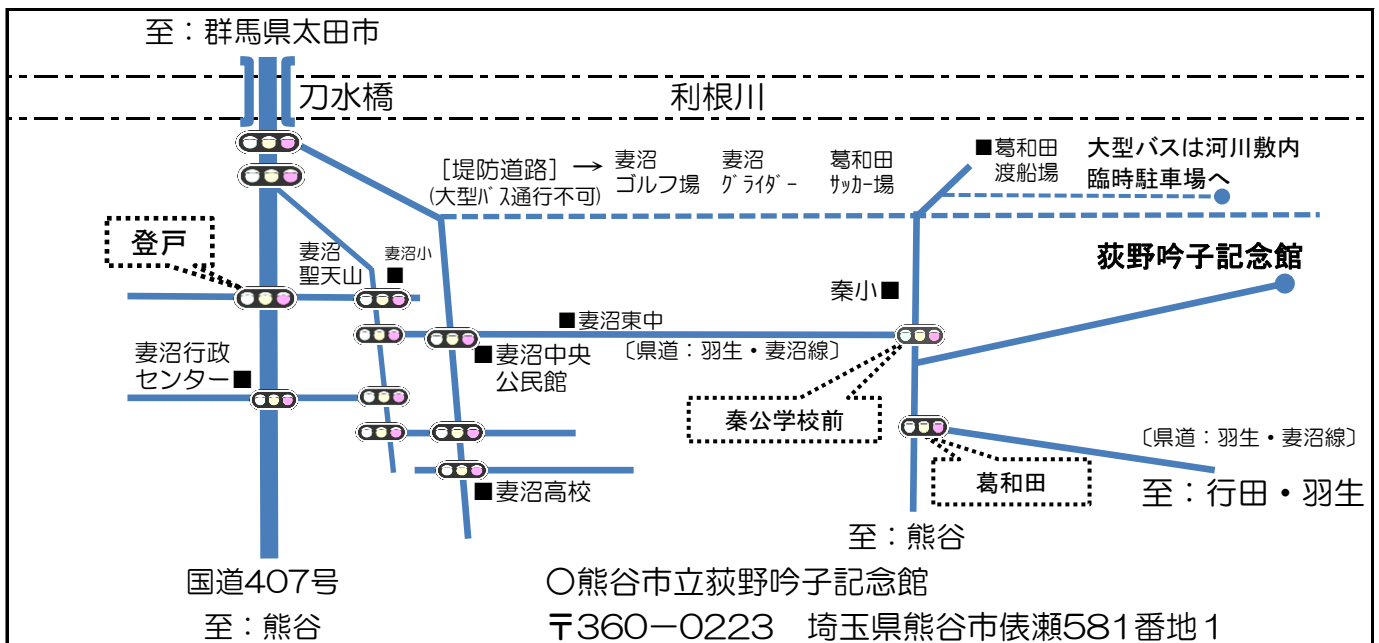 至：群馬県太田市
刀水橋
利根川
［堤防道路］→
(大型ﾊﾞｽ通行不可)
妻沼
ゴルフ場
妻沼
ｸﾞﾗｲﾀﾞｰ
葛和田
ｻｯｶｰ場
■葛和田
渡船場
大型バスは河川敷内
臨時駐車場へ
登戸
妻沼
聖天山
妻沼小
■
荻野吟子記念館
秦小■
■妻沼東中
〔県道：羽生・妻沼線〕
妻沼行政
センター■
■妻沼中央
公民館
秦公学校前
〔県道：羽生・妻沼線〕
葛和田
■妻沼高校
至：行田・羽生
至：熊谷
国道407号
至：熊谷
○熊谷市立荻野吟子記念館
〒360－0223　埼玉県熊谷市俵瀬581番地1